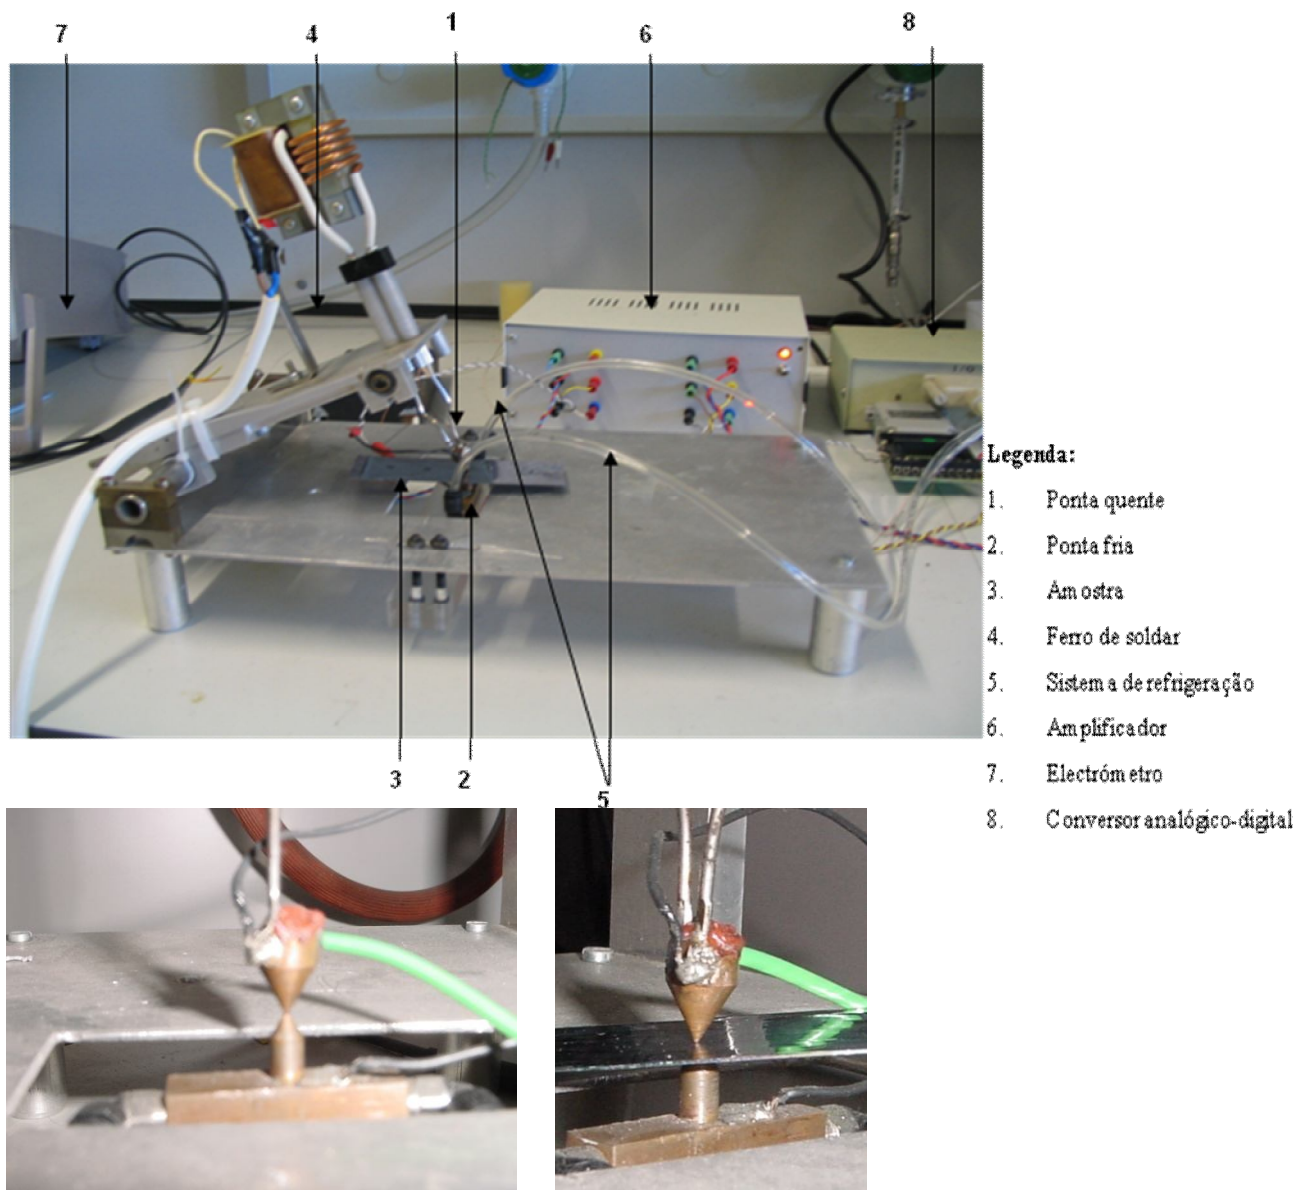 7 4 1 6 8
I/O
3 2 5
Legenda:
1. Ponta quente
2. Ponta fria
3. Amostra
4. Ferro de soldar
5. Sistema de refrigeração
6. Amplificador
7. Electrómetro
8. Conversor analógico-digital